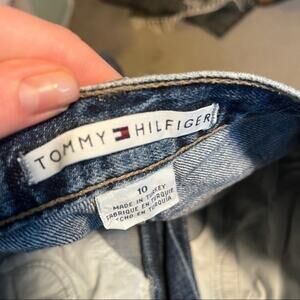 TOMMY HILFIGER
10
MADE IN TURKEY
FABRIQUE EN TURQUIE
HECHO EN TURQUIA